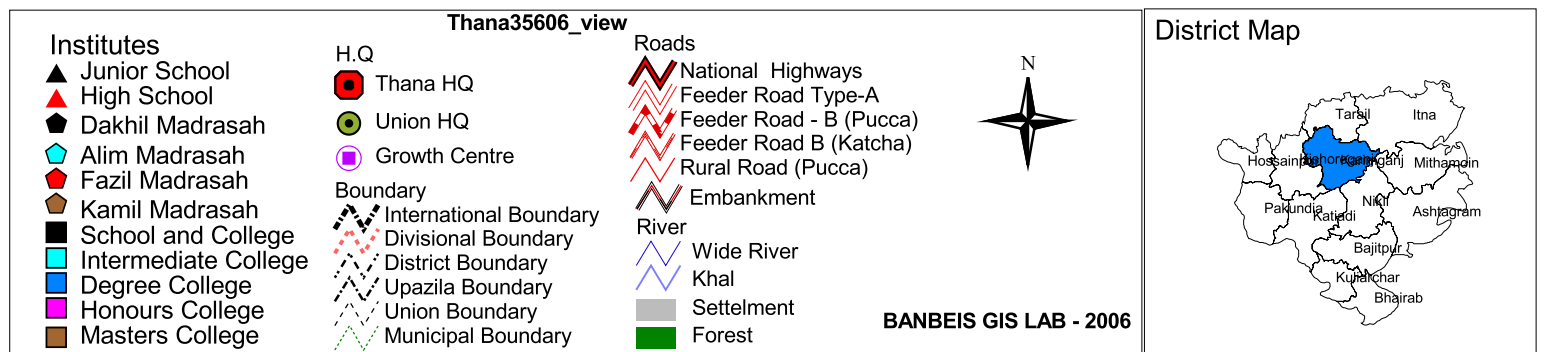 Thana35606_view
Institutes
Junior School
High School
Dakhil Madrasah
Alim Madrasah
Fazil Madrasah
Kamil Madrasah
School and College
Intermediate College
Degree College
Honours College
Masters College
H.Q
Thana HQ
Union HQ
Growth Centre
Boundary
International Boundary
Divisional Boundary
District Boundary
Upazila Boundary
Union Boundary
Municipal Boundary
Roads
National Highways
Feeder Road Type-A
Feeder Road - B (Pucca)
Feeder Road B (Katcha)
Rural Road (Pucca)
Embankment
River
Wide River
Khal
Settelment
Forest
N
BANBEIS GIS LAB - 2006
District Map
Tarail
Itna
Mithamoin
Pakundia
Katiadi
Nikli
Ashtagram
Bajitpur
Kuliarchar
Bhairab